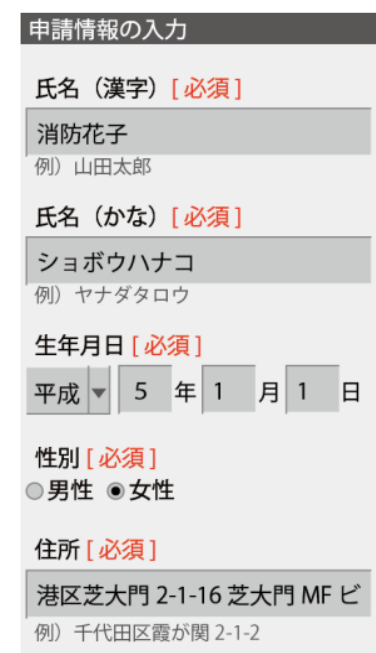 申請情報の入力
氏名（漢字）[必須]
消防花子
例）山田太郎
氏名（かな）[必須]
ショボウハナコ
例）ヤナダタロウ
生年月日[必須]
平成 5 年 1 月 1 日
性別[必須]
男性 女性
住所[必須]
港区芝大門 2-1-16 芝大門 MF ビ
例）千代田区霞が関 2-1-2